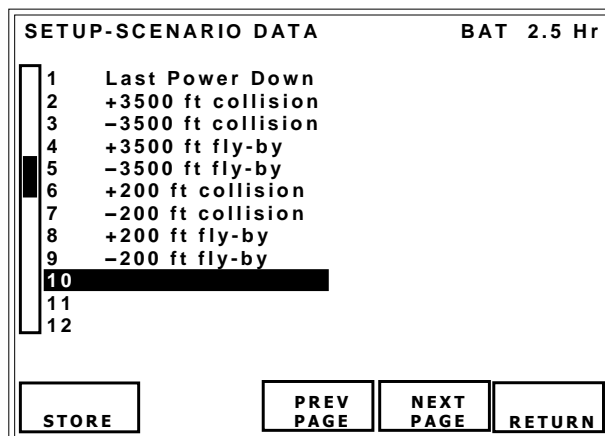 SETUP-SCENARIO DATA BAT 2.5 Hr
1 Last Power Down
2 +3500 ft collision
3 –3500 ft collision
4 +3500 ft fly-by
5 –3500 ft fly-by
6 +200 ft collision
7 –200 ft collision
8 +200 ft fly-by
9 –200 ft fly-by
10
11
12
STORE
PREV
PAGE
NEXT
PAGE
RETURN